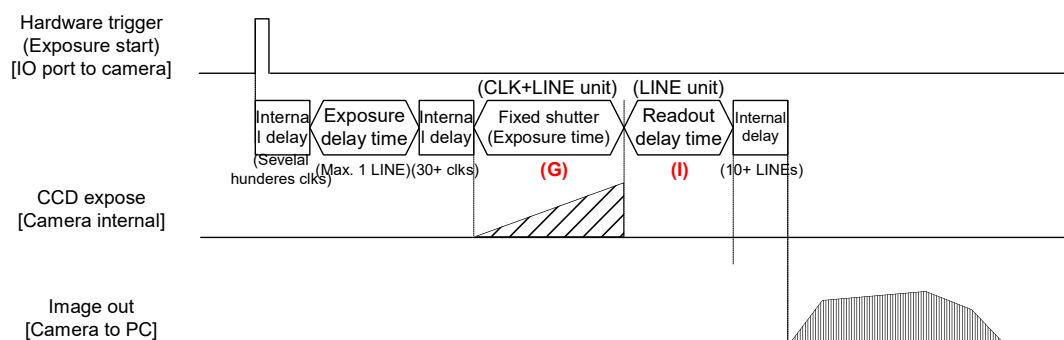 Hardware trigger
(Exposure start)
[IO port to camera]
(CLK+LINE unit)
(LINE unit)
Interna
l delay
Exposure
delay time
Interna
l delay
Fixed shutter
(Exposure time)
Readout
delay time
Internal
delay
(Sevelal
hunderes clks)
(Max. 1 LINE)
(30+ clks)
(G)
(I)
(10+ LINEs)
CCD expose
[Camera internal]
Image out
[Camera to PC]